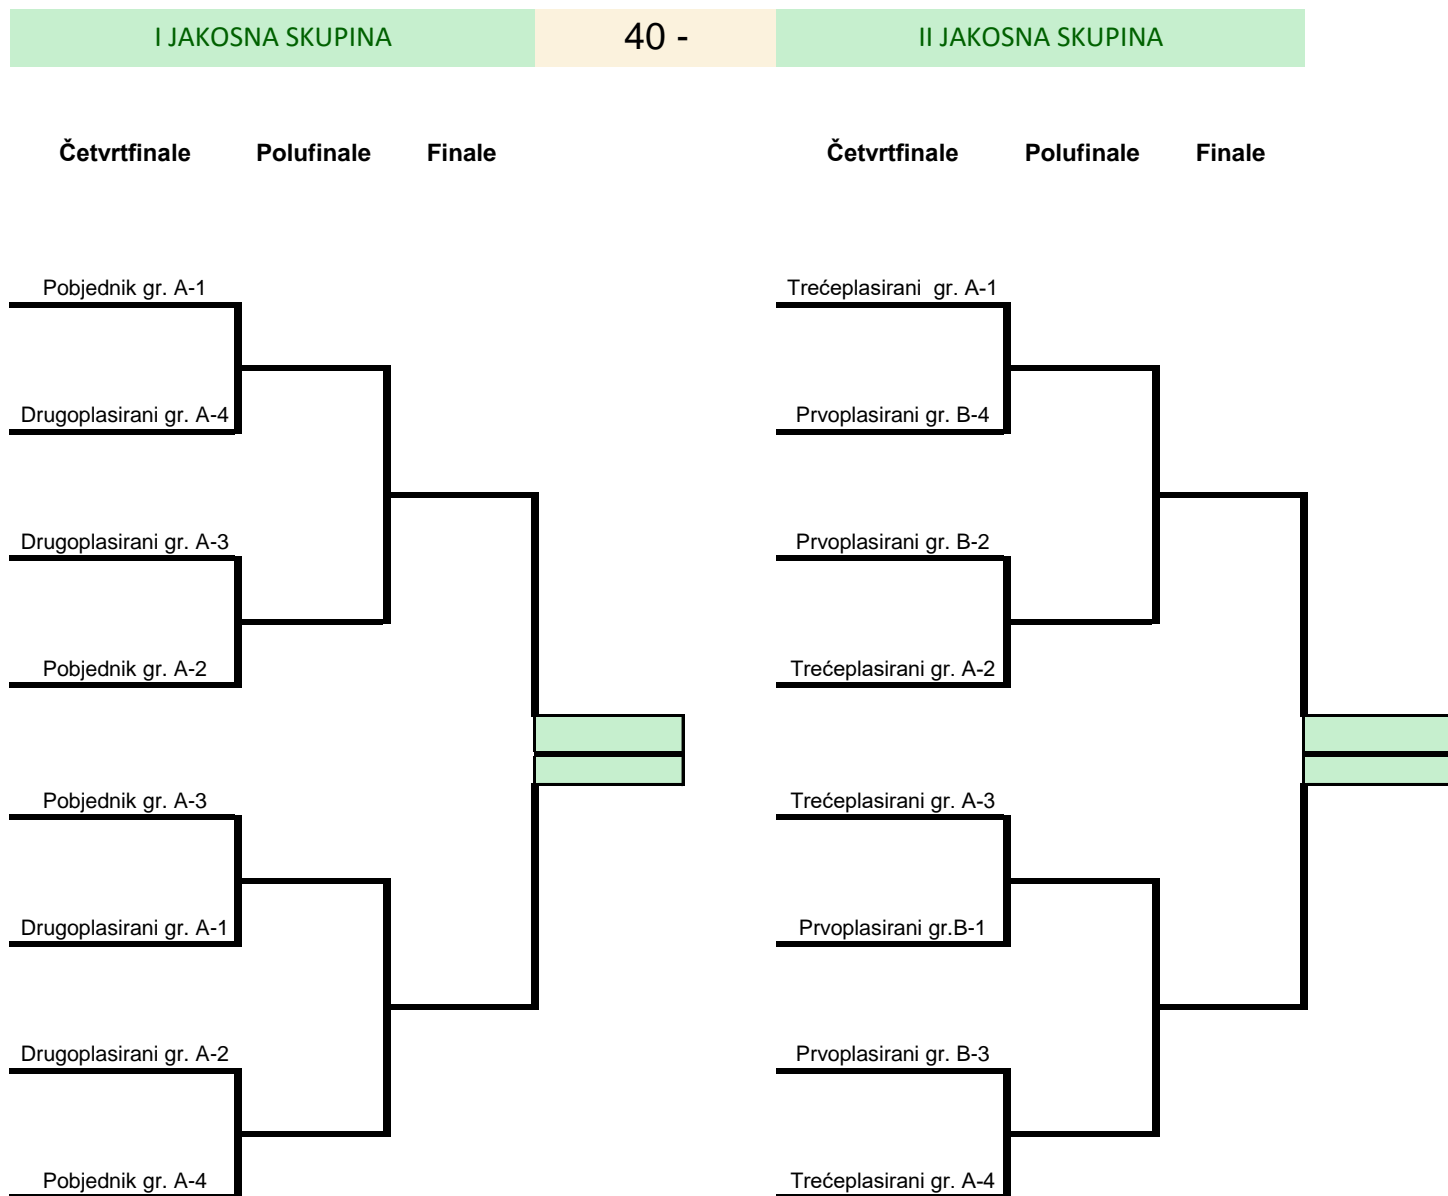 I JAKOSNA SKUPINA
40 -
II JAKOSNA SKUPINA
Četvrtfinale Polufinale Finale
Četvrtfinale Polufinale Finale
Pobjednik gr. A-1
Drugoplasirani gr. A-4
Drugoplasirani gr. A-3
Pobjednik gr. A-2
Pobjednik gr. A-3
Drugoplasirani gr. A-1
Drugoplasirani gr. A-2
Pobjednik gr. A-4
Trećeplasirani  gr. A-1
Prvoplasirani gr. B-4
Prvoplasirani gr. B-2
Trećeplasirani gr. A-2
Trećeplasirani gr. A-3
Prvoplasirani gr.B-1
Prvoplasirani gr. B-3
Trećeplasirani gr. A-4